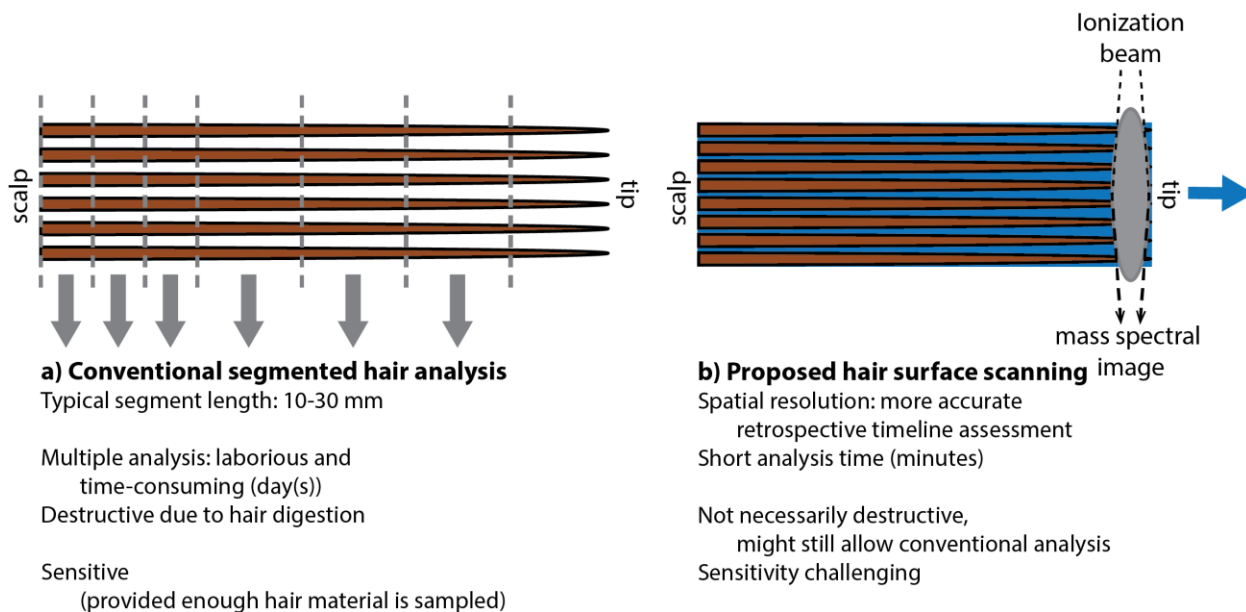 scalp
tip
a) Conventional segmented hair analysis
Typical segment length: 10-30 mm
Multiple analysis: laborious and
time-consuming (day(s))
Destructive due to hair digestion
Sensitive
(provided enough hair material is sampled)
Ionization
beam
scalp
tip
mass spectral
image
b) Proposed hair surface scanning
Spatial resolution: more accurate
retrospective timeline assessment
Short analysis time (minutes)
Not necessarily destructive,
might still allow conventional analysis
Sensitivity challenging